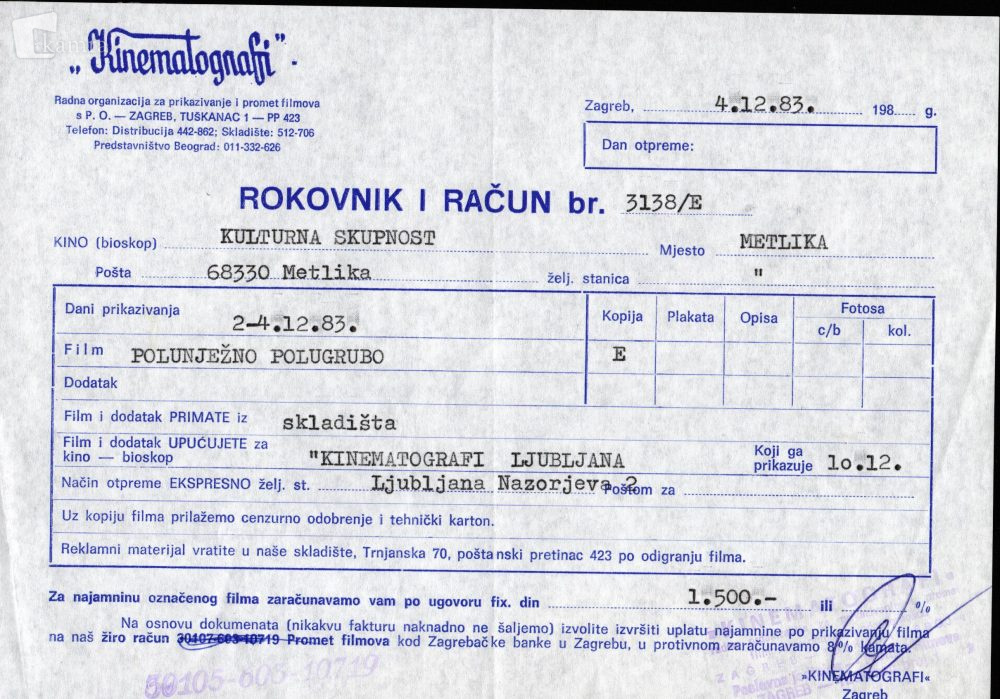 kamra
„Kinematografi”
Radna organizacija za prikazivanje i promet filmova
s P. O. — ZAGREB, TUŠKANAC 1 — PP 423
Telefon: Distribucija 442-862; Skladište: 512-706
Predstavništvo Beograd: 011-332-626
Zagreb, 4.12.83. 198 g.
Dan otpreme:
ROKOVNIK I RAČUN br. 3138/E
KINO (bioskop) KULTURNA SKUPNOST Mjesto METLIKA
Pošta 68330 Metlika želj. stanica "
Dani prikazivanja 2-4.12.83. Kopija Plakata Opisa Fotosa
c/b kol.
Film POLUNJEŽNO POLUGRUBO E
Dodatak
Film i dodatak PRIMATE iz skladišta
Film i dodatak UPUĆUJETE za
kino — bioskop "KINEMATOGRAFI LJUBLJANA Koji ga
prikazuje 1o.12.
Način otpreme EKSPRESNO želj. st. Ljubljana Nazorjeva 2 Poštom za
Uz kopiju filma prilažemo cenzurno odobrenje i tehnički karton.
Reklamni materijal vratite u naše skladište, Trnjanska 70, poštanski pretinac 423 po odigranju filma.
Za najamninu označenog filma zaračunavamo vam po ugovoru fix. din 1.500.- ili %
Na osnovu dokumenata (nikakvu fakturu naknadno ne šaljemo) izvolite izvršiti uplatu najamnine po prikazivanju filma
na naš žiro račun 30107-603-10719 Promet filmova kod Zagrebačke banke u Zagrebu, u protivnom zaračunavamo 8% kamata.
30105-603-10719
»KINEMATOGRAFI«
Zagreb